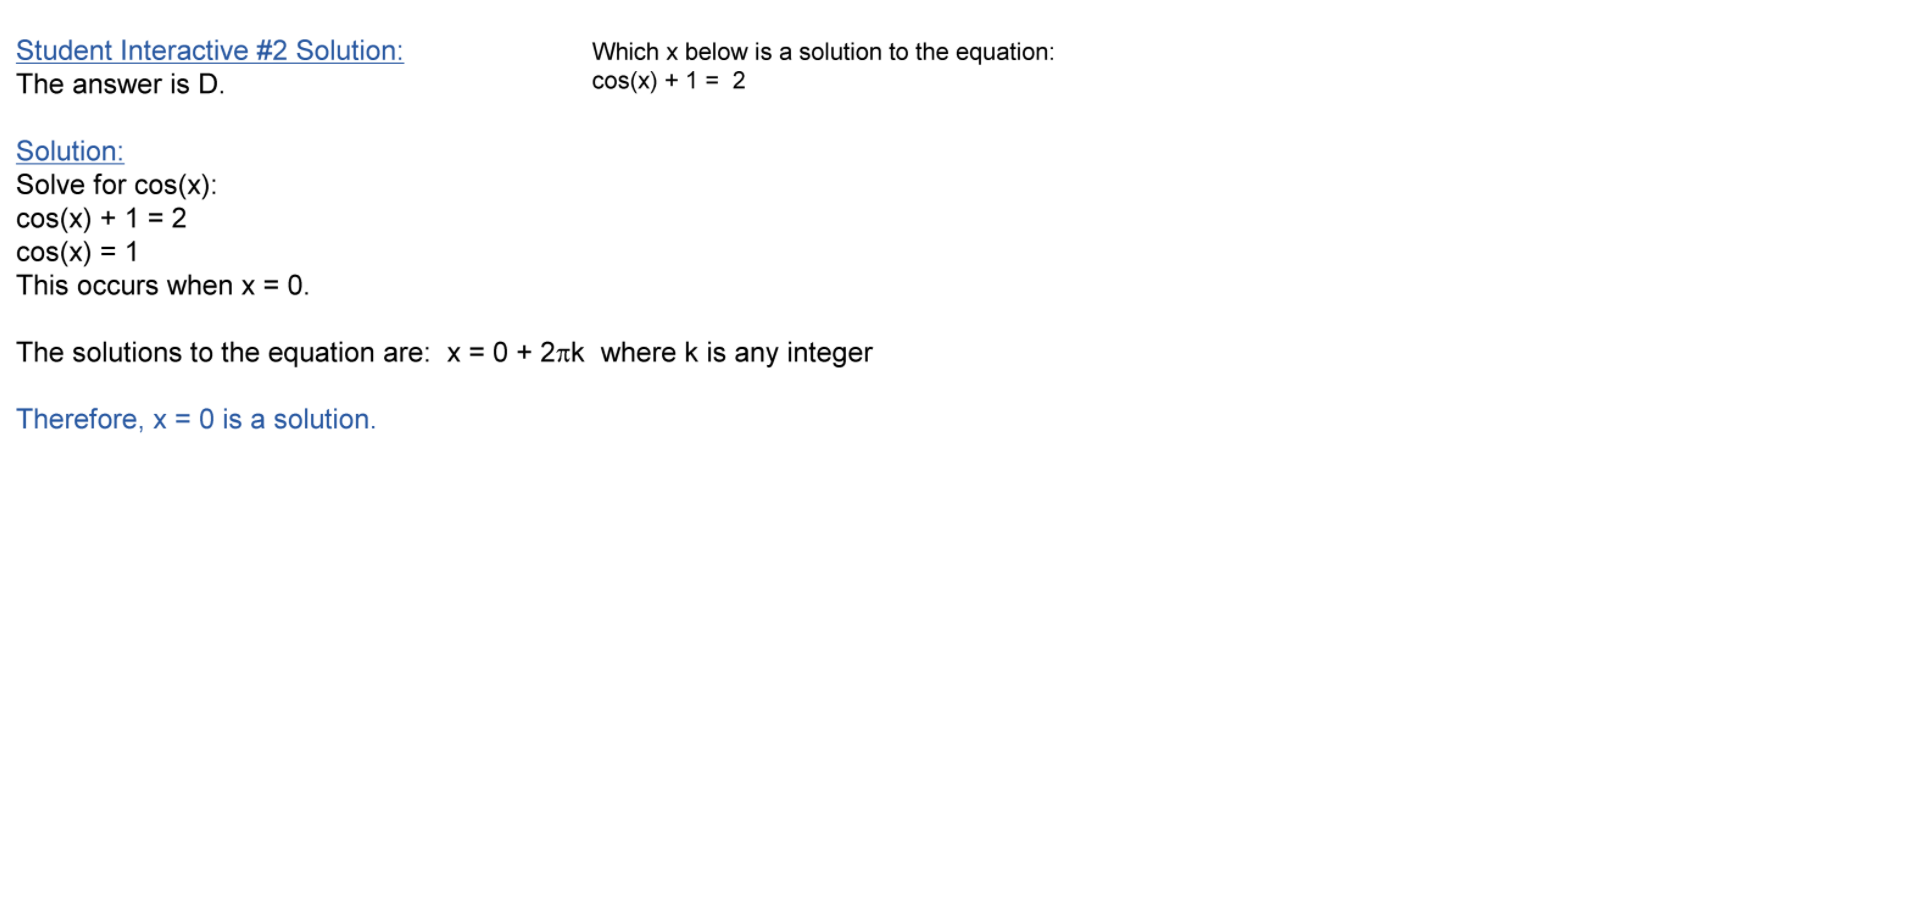 Student Interactive #2 Solution:
The answer is D.
Which x below is a solution to the equation:
cos(x) + 1 =  2
Solution:
Solve for cos(x):
cos(x) + 1 = 2
cos(x) = 1
This occurs when x = 0.
The solutions to the equation are:  x = 0 + 2πk  where k is any integer
Therefore, x = 0 is a solution.